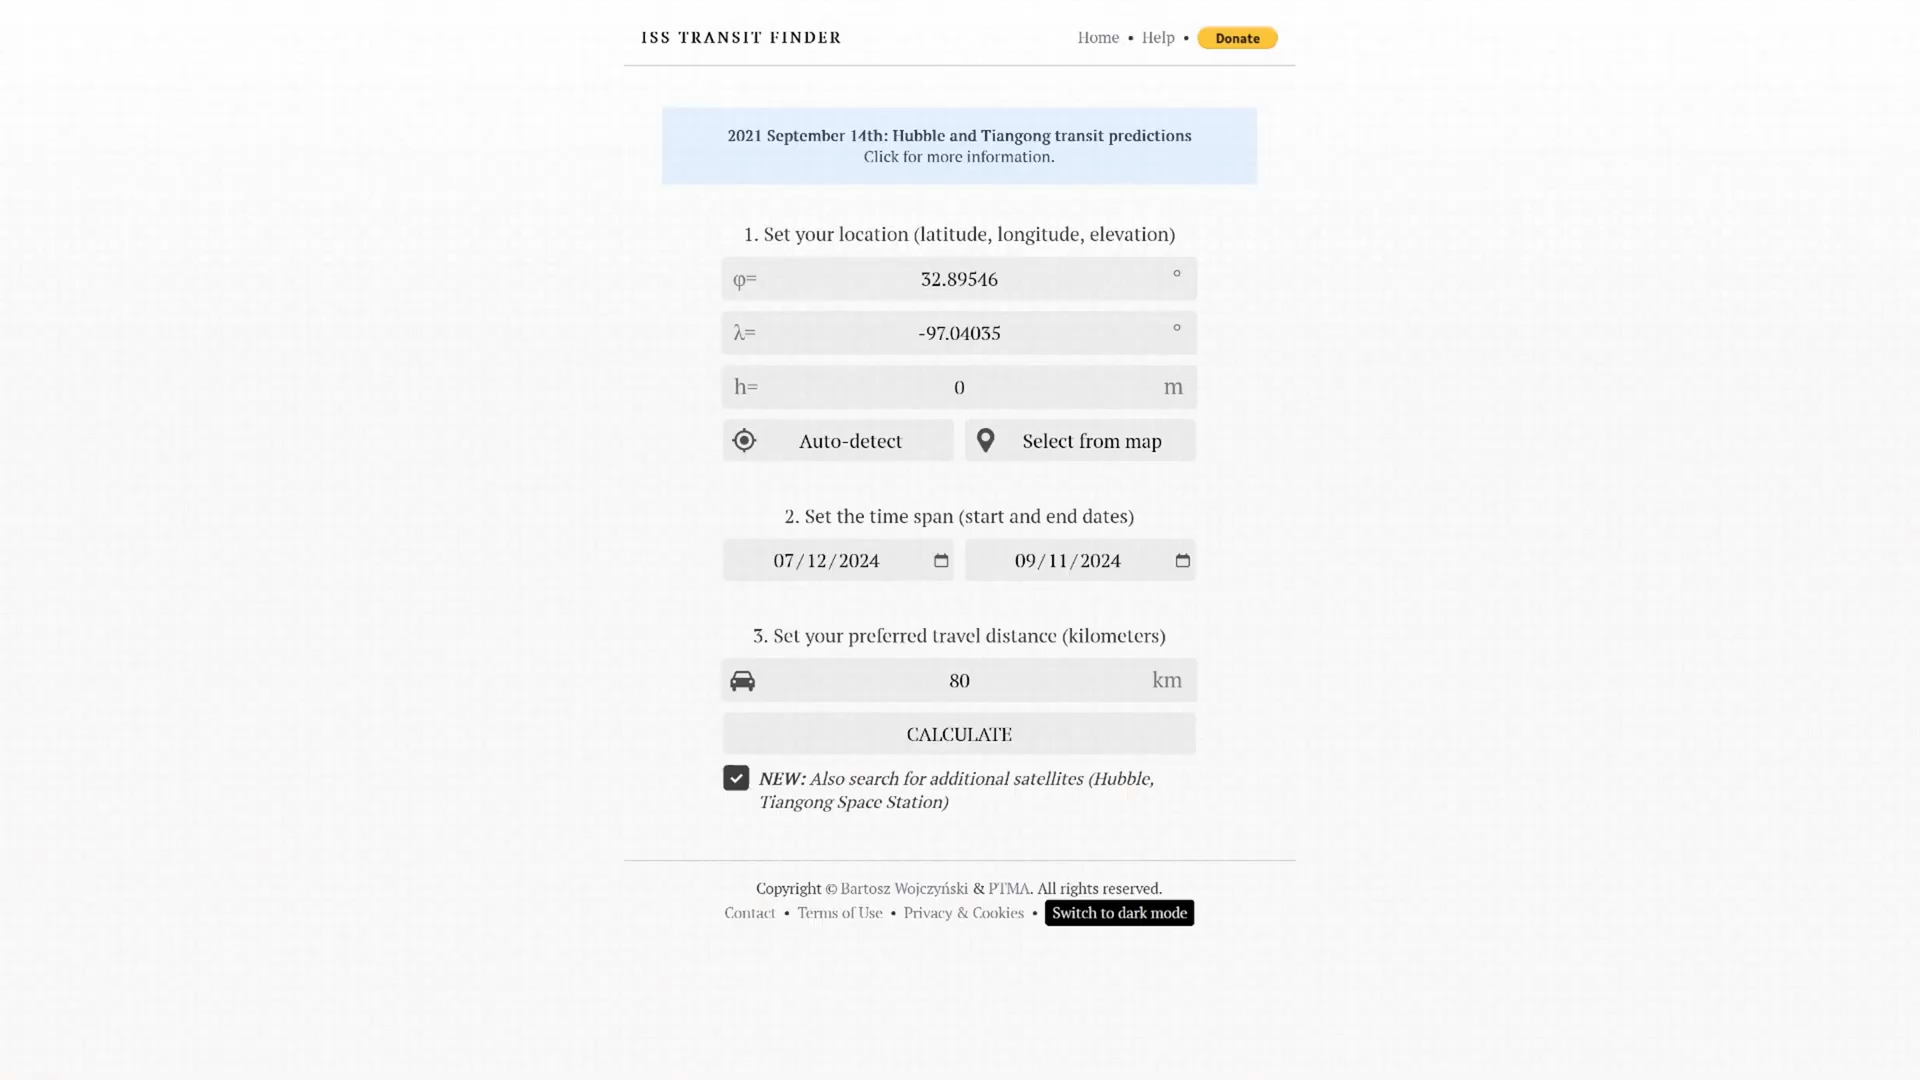 ISS TRANSIT FINDER
Home • Help • Donate
2021 September 14th: Hubble and Tiangong transit predictions
Click for more information.
1. Set your location (latitude, longitude, elevation)
φ= 32.89546 °
λ= -97.04035 °
h= 0 m
Auto-detect Select from map
2. Set the time span (start and end dates)
07/12/2024 09/11/2024
3. Set your preferred travel distance (kilometers)
80 km
CALCULATE
NEW: Also search for additional satellites (Hubble,
Tiangong Space Station)
Copyright © Bartosz Wojczyński & PTMA. All rights reserved.
Contact • Terms of Use • Privacy & Cookies • Switch to dark mode